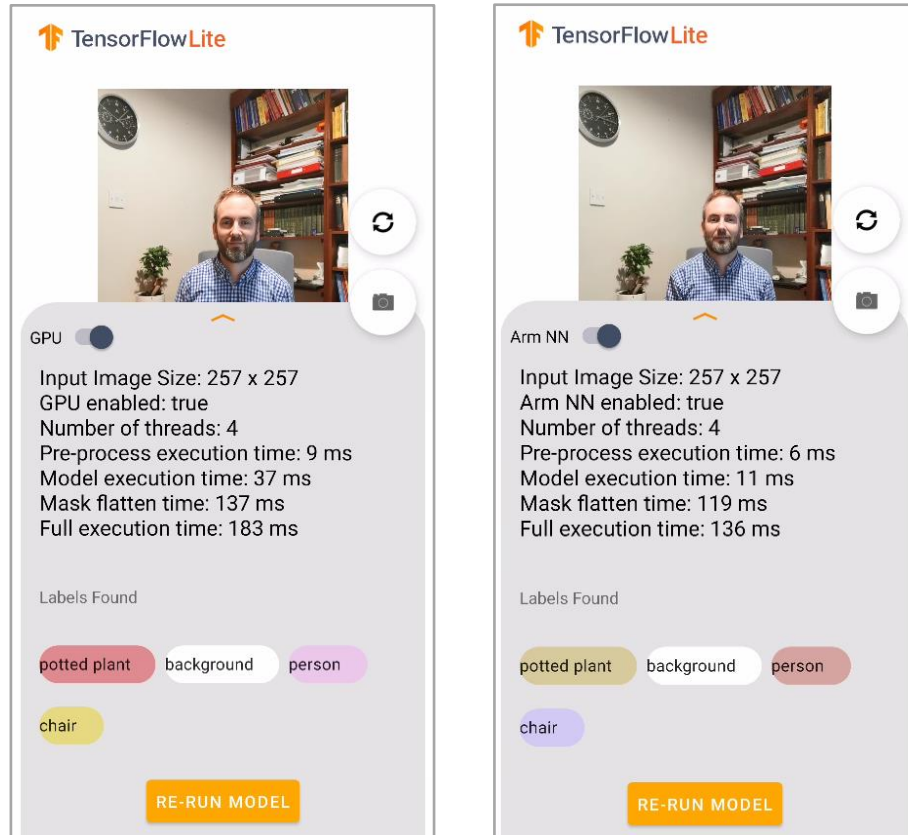 TensorFlowLite
GPU
Input Image Size: 257 x 257
GPU enabled: true
Number of threads: 4
Pre-process execution time: 9 ms
Model execution time: 37 ms
Mask flatten time: 137 ms
Full execution time: 183 ms
Labels Found
potted plant background person
chair
RE-RUN MODEL
TensorFlowLite
Arm NN
Input Image Size: 257 x 257
Arm NN enabled: true
Number of threads: 4
Pre-process execution time: 6 ms
Model execution time: 11 ms
Mask flatten time: 119 ms
Full execution time: 136 ms
Labels Found
potted plant background person
chair
RE-RUN MODEL